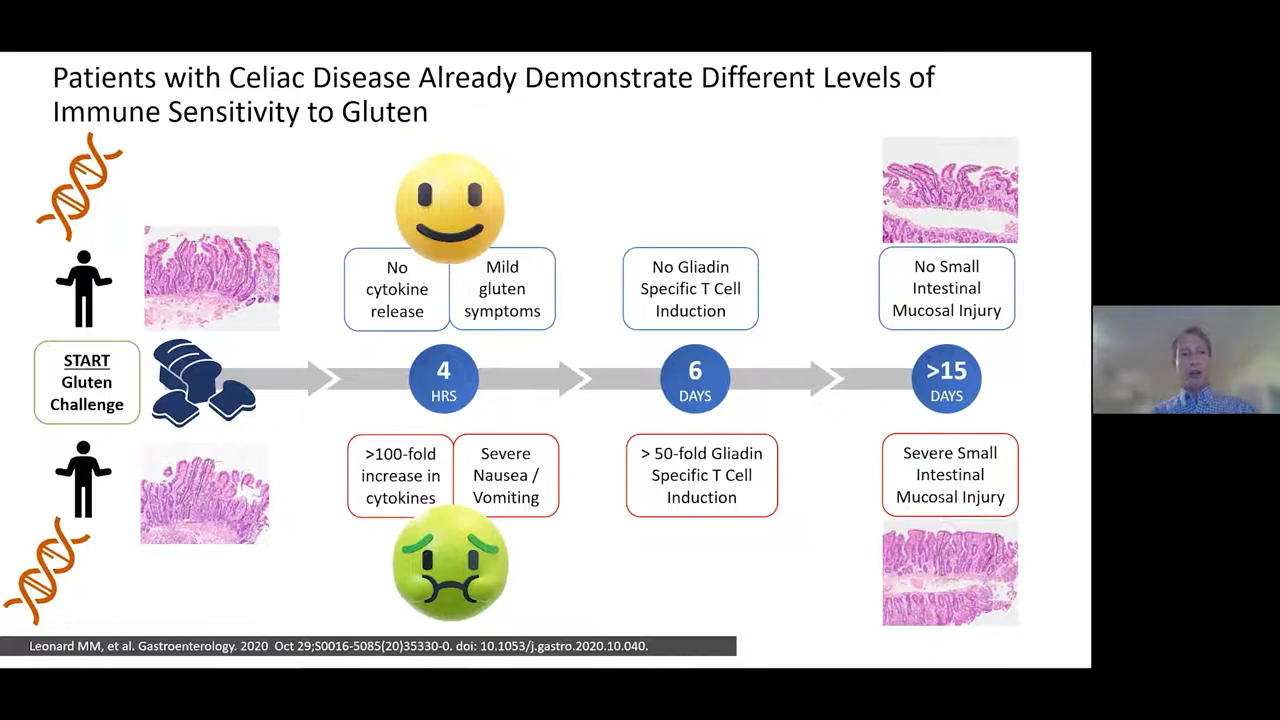 Patients with Celiac Disease Already Demonstrate Different Levels of
Immune Sensitivity to Gluten
No
cytokine
release
Mild
gluten
symptoms
No Gliadin
Specific T Cell
Induction
No Small
Intestinal
Mucosal Injury
START
Gluten
Challenge
4
HRS
6
DAYS
>15
DAYS
>100-fold
increase in
cytokines
Severe
Nausea /
Vomiting
> 50-fold Gliadin
Specific T Cell
Induction
Severe Small
Intestinal
Mucosal Injury
Leonard MM, et al. Gastroenterology. 2020 Oct 29;S0016-5085(20)35330-0. doi: 10.1053/j.gastro.2020.10.040.